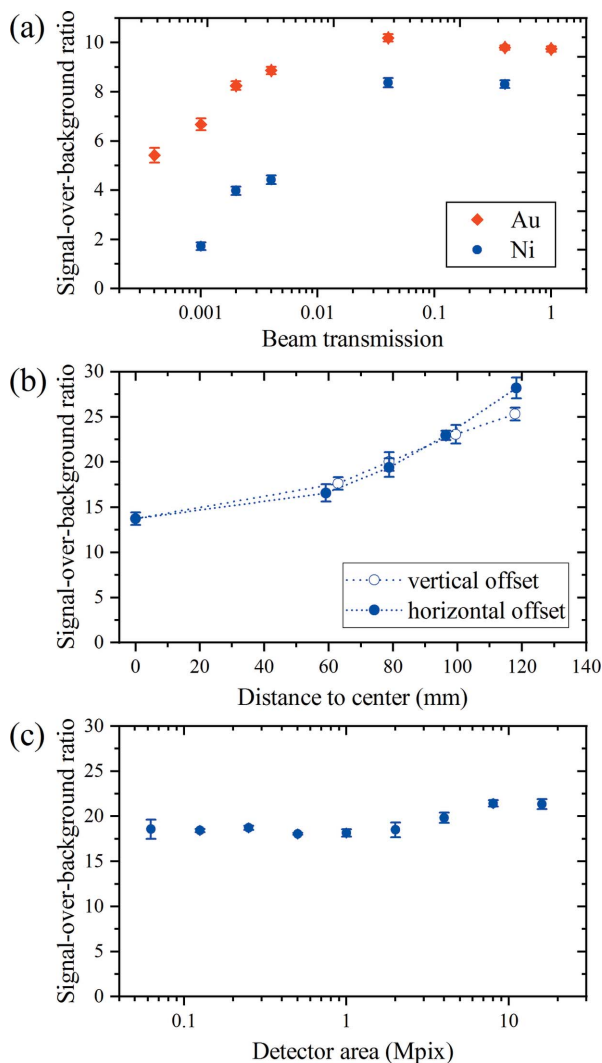 (a)
10
8
6
4
2
0
Signal-over-background ratio
Au
Ni
0.001
0.01
0.1
1
Beam transmission
(b)
30
25
20
15
10
5
0
Signal-over-background ratio
vertical offset
horizontal offset
0
20
40
60
80
100
120
140
Distance to center (mm)
(c)
30
25
20
15
10
5
0
Signal-over-background ratio
0.1
1
10
Detector area (Mpix)